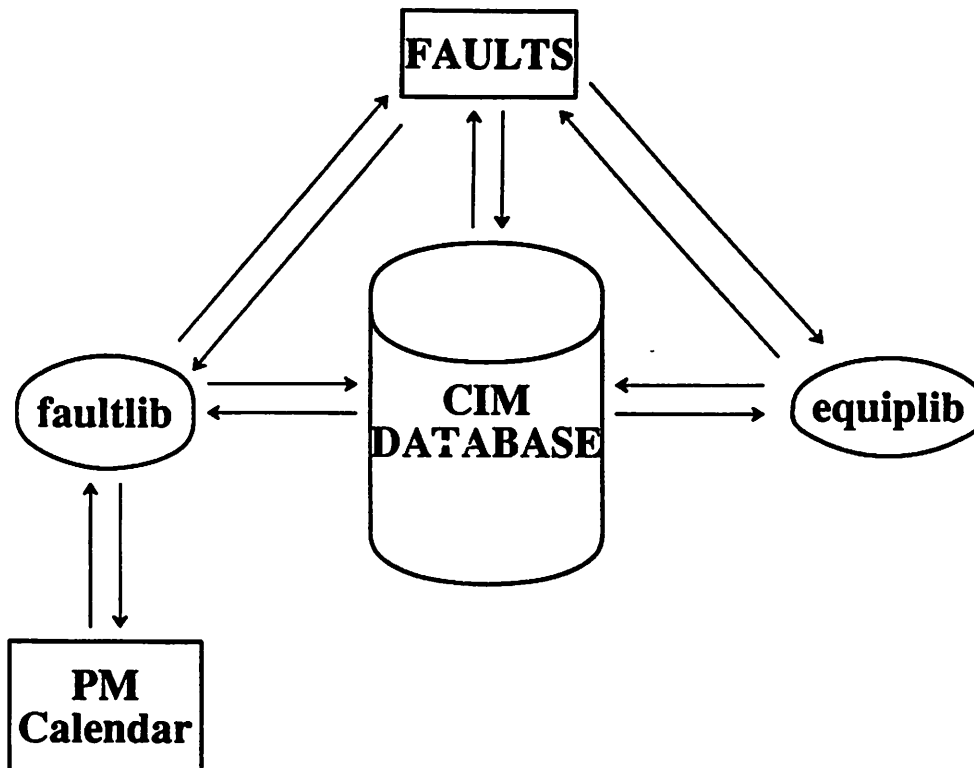 FAULTS
faultlib
CIM
DATABASE
equiplib
PM
Calendar